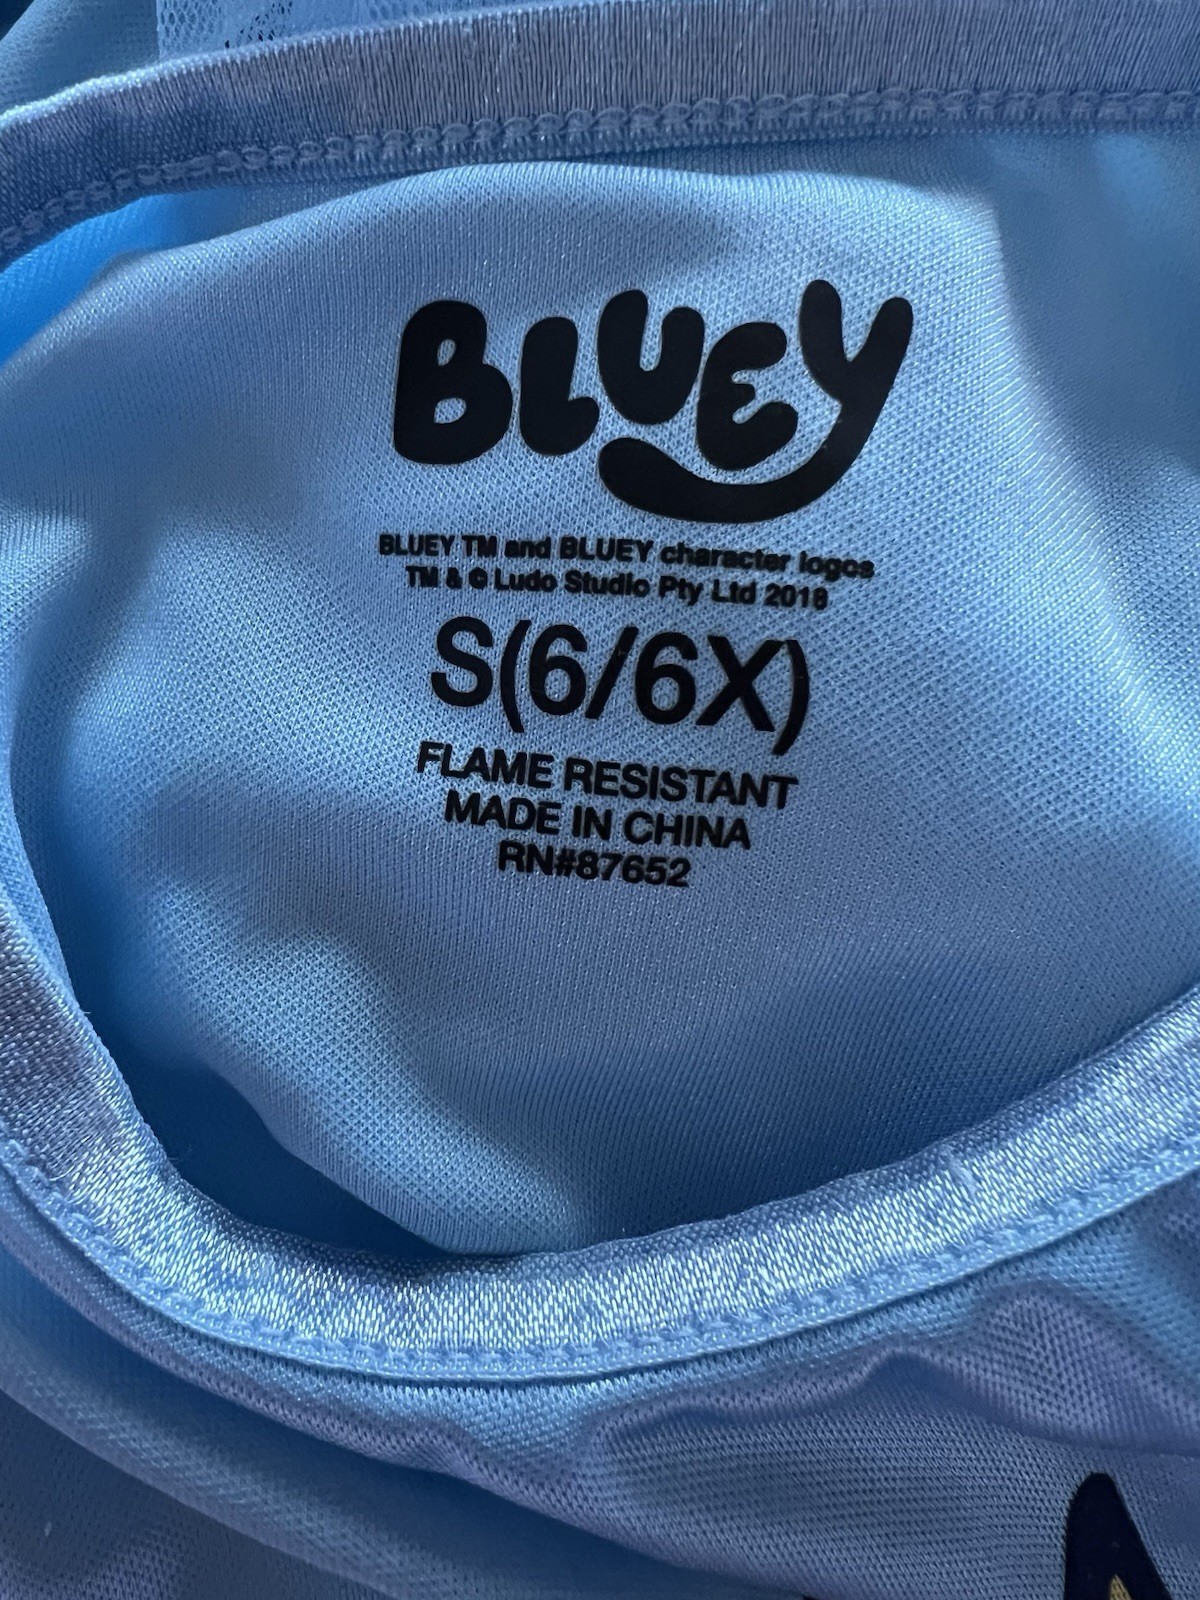 BLUEY
BLUEY TM and BLUEY character logos
TM & © Ludo Studio Pty Ltd 2018
S(6/6X)
FLAME RESISTANT
MADE IN CHINA
RN#87652